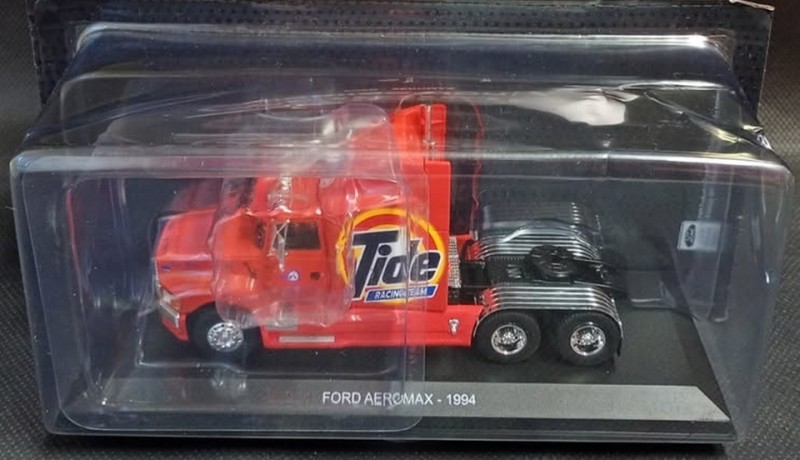 Tide
RACING TEAM
FORD AEROMAX - 1994